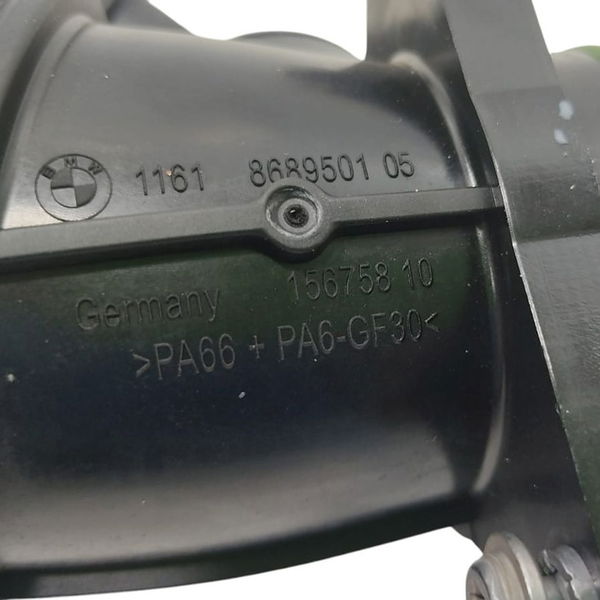 BMW 1161 8689501 05
Germany 156758 10
>PA66 + PA6-GF30<